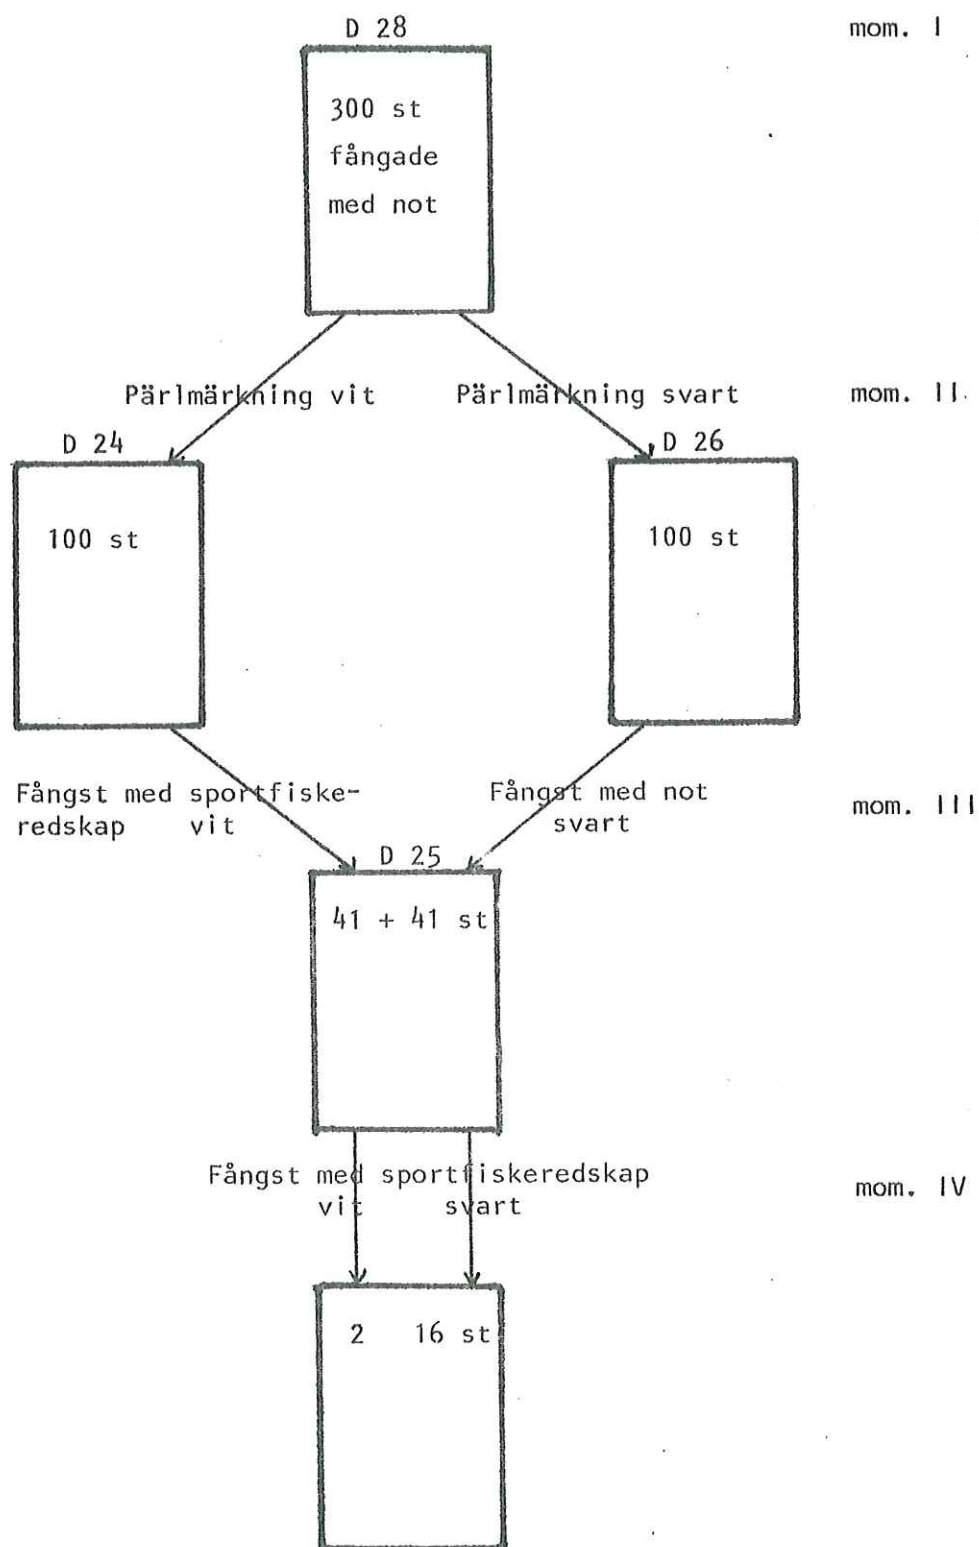 D 28
mom. I
300 st
fångade
med not
Pärlmärkning vit
Pärlmärkning svart
mom. II.
D 24
D 26
100 st
100 st
Fångst med sportfiske-
redskap vit
Fångst med not
svart
mom. III
D 25
41 + 41 st
Fångst med sportfiskeredskap
vit svart
mom. IV
2 16 st